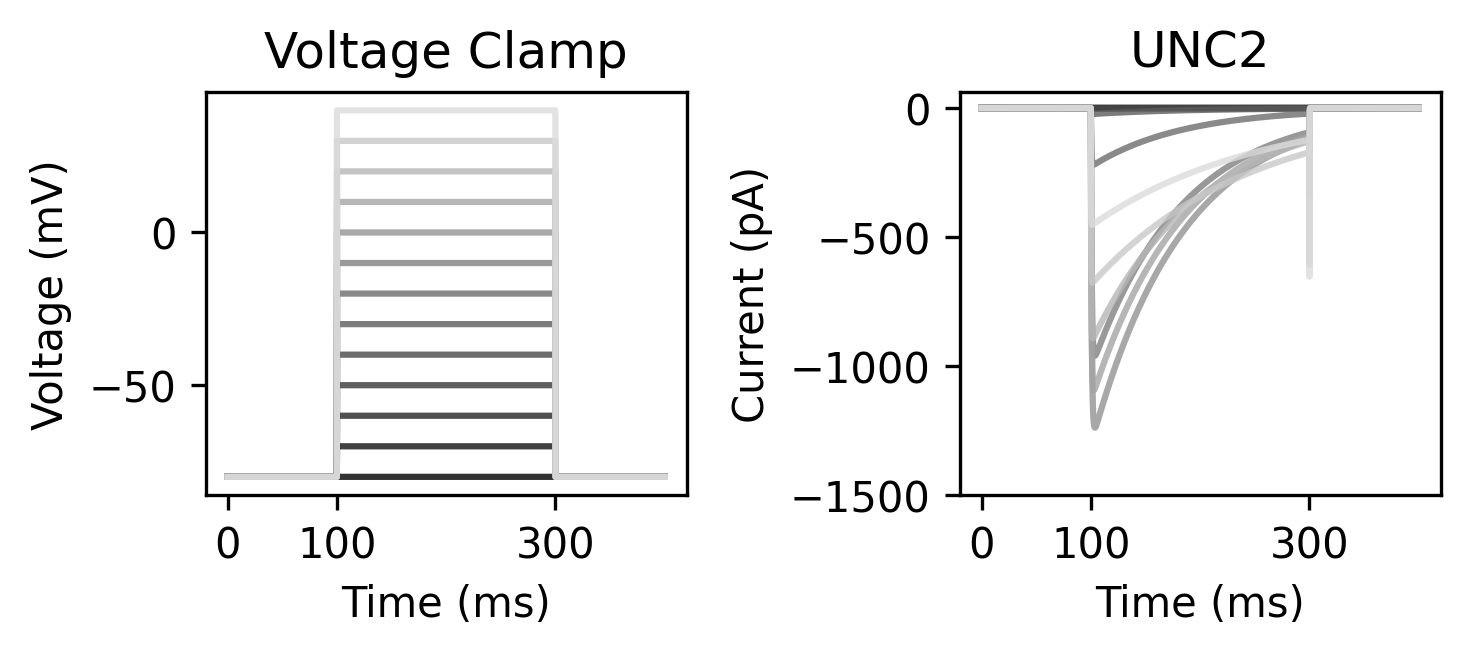 Voltage Clamp
Voltage (mV)
0
−50
0 100 300
Time (ms)
UNC2
Current (pA)
0
−500
−1000
−1500
0 100 300
Time (ms)